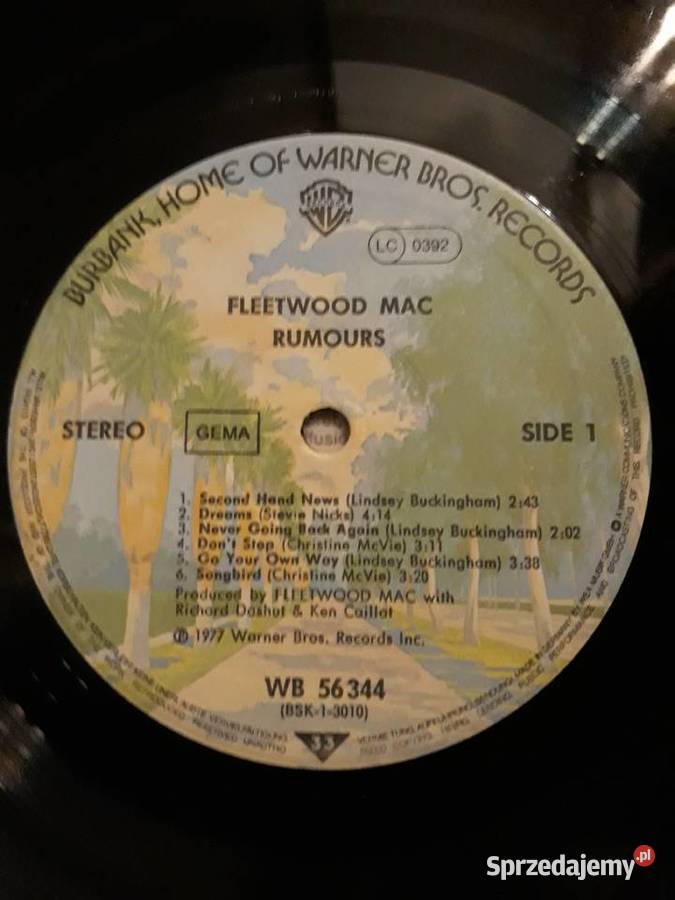 BURBANK, HOME OF WARNER BROS. RECORDS
LC 0392
FLEETWOOD MAC
RUMOURS
STEREO
GEMA
SIDE 1
1. Second Hand News (Lindsey Buckingham) 2:43
2. Dreams (Stevie Nicks) 4:14
3. Never Going Back Again (Lindsey Buckingham) 2:02
4. Don't Stop (Christine McVie) 3:11
5. Go Your Own Way (Lindsey Buckingham) 3:38
6. Songbird (Christine McVie) 3:20
Produced by FLEETWOOD MAC with
Richard Dashut & Ken Caillat
℗ 1977 Warner Bros. Records Inc.
WB 56 344
(BSK-1-3010)
33
Sprzedajemy.pl